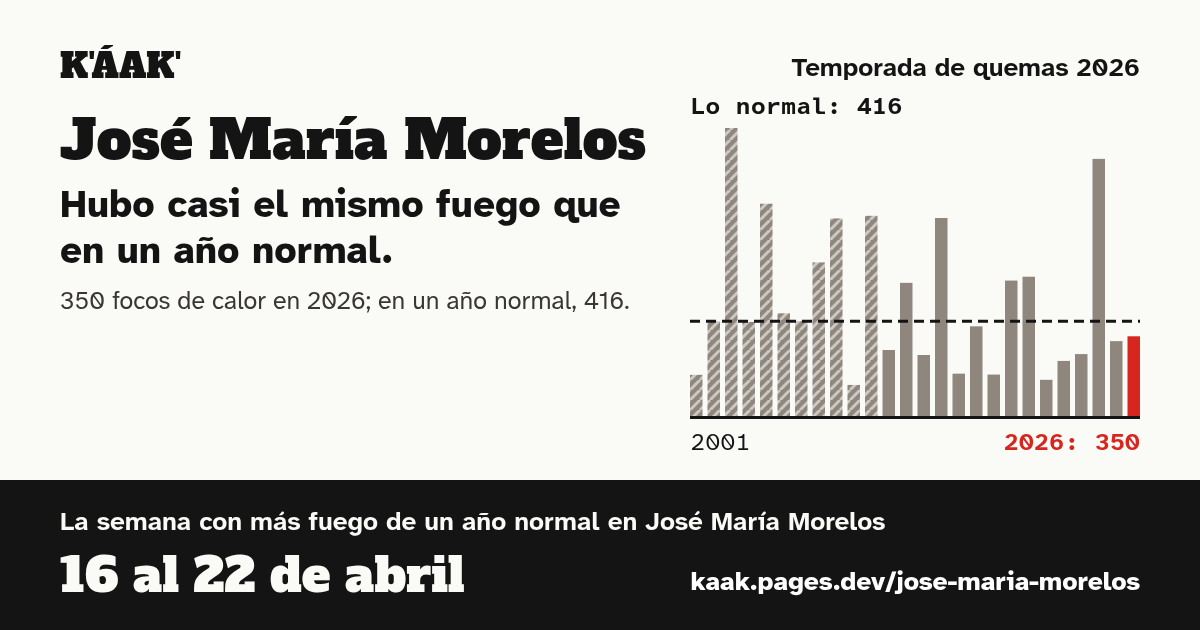 K'ÁAK'
José María Morelos
Hubo casi el mismo fuego que
en un año normal.
350 focos de calor en 2026; en un año normal, 416.
Temporada de quemas 2026
Lo normal: 416
2001
2026: 350
La semana con más fuego de un año normal en José María Morelos
16 al 22 de abril
kaak.pages.dev/jose-maria-morelos